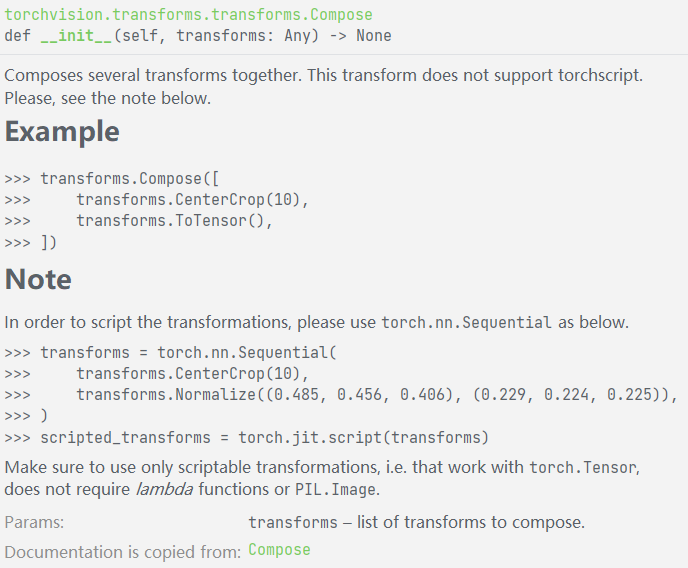 torchvision.transforms.transforms.Compose
def __init__(self, transforms: Any) -> None
Composes several transforms together. This transform does not support torchscript.
Please, see the note below.
Example
>>> transforms.Compose([
>>>     transforms.CenterCrop(10),
>>>     transforms.ToTensor(),
>>> ])
Note
In order to script the transformations, please use torch.nn.Sequential as below.
>>> transforms = torch.nn.Sequential(
>>>     transforms.CenterCrop(10),
>>>     transforms.Normalize((0.485, 0.456, 0.406), (0.229, 0.224, 0.225)),
>>> )
>>> scripted_transforms = torch.jit.script(transforms)
Make sure to use only scriptable transformations, i.e. that work with torch.Tensor,
does not require lambda functions or PIL.Image.
Params: transforms – list of transforms to compose.
Documentation is copied from: Compose